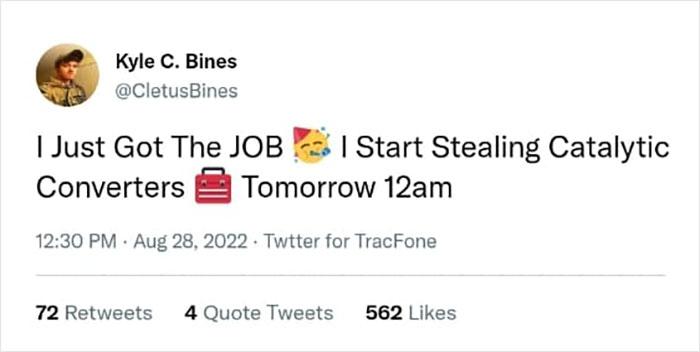 Kyle C. Bines
@CletusBines
I Just Got The JOB 🥳 I Start Stealing Catalytic
Converters 🧰 Tomorrow 12am
12:30 PM · Aug 28, 2022 · Twtter for TracFone
72 Retweets 4 Quote Tweets 562 Likes